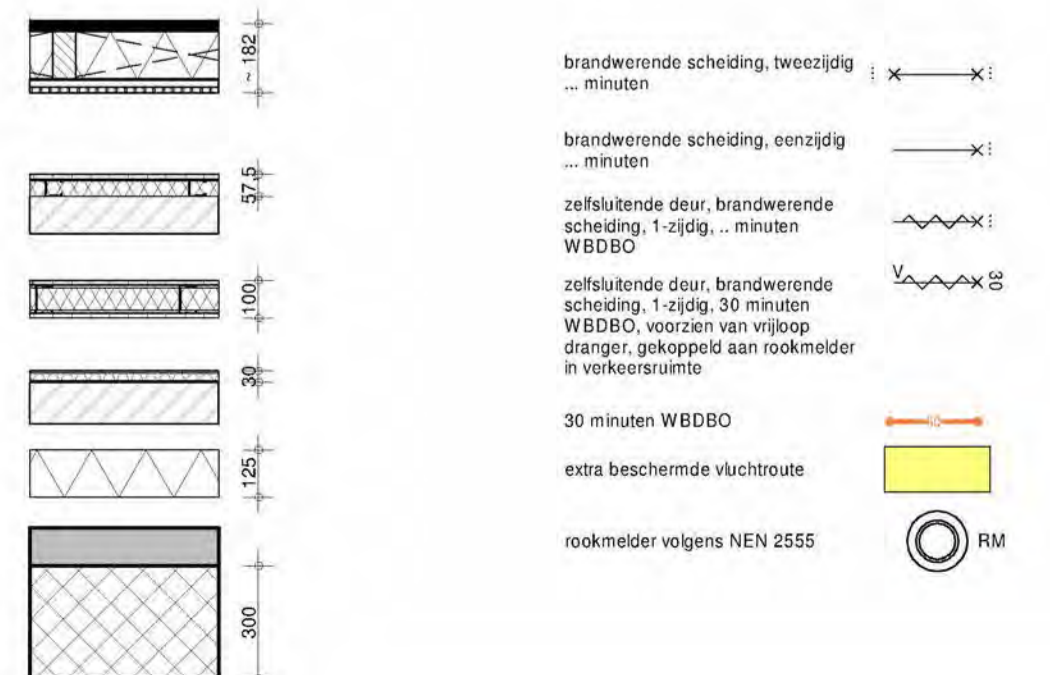 ~ 182
57,5
100
30
125
300
brandwerende scheiding, tweezijdig
... minuten
brandwerende scheiding, eenzijdig
... minuten
zelfsluitende deur, brandwerende
scheiding, 1-zijdig, .. minuten
WBDBO
zelfsluitende deur, brandwerende
scheiding, 1-zijdig, 30 minuten
WBDBO, voorzien van vrijloop
dranger, gekoppeld aan rookmelder
in verkeersruimte
V
30
30 minuten WBDBO
extra beschermde vluchtroute
rookmelder volgens NEN 2555
RM